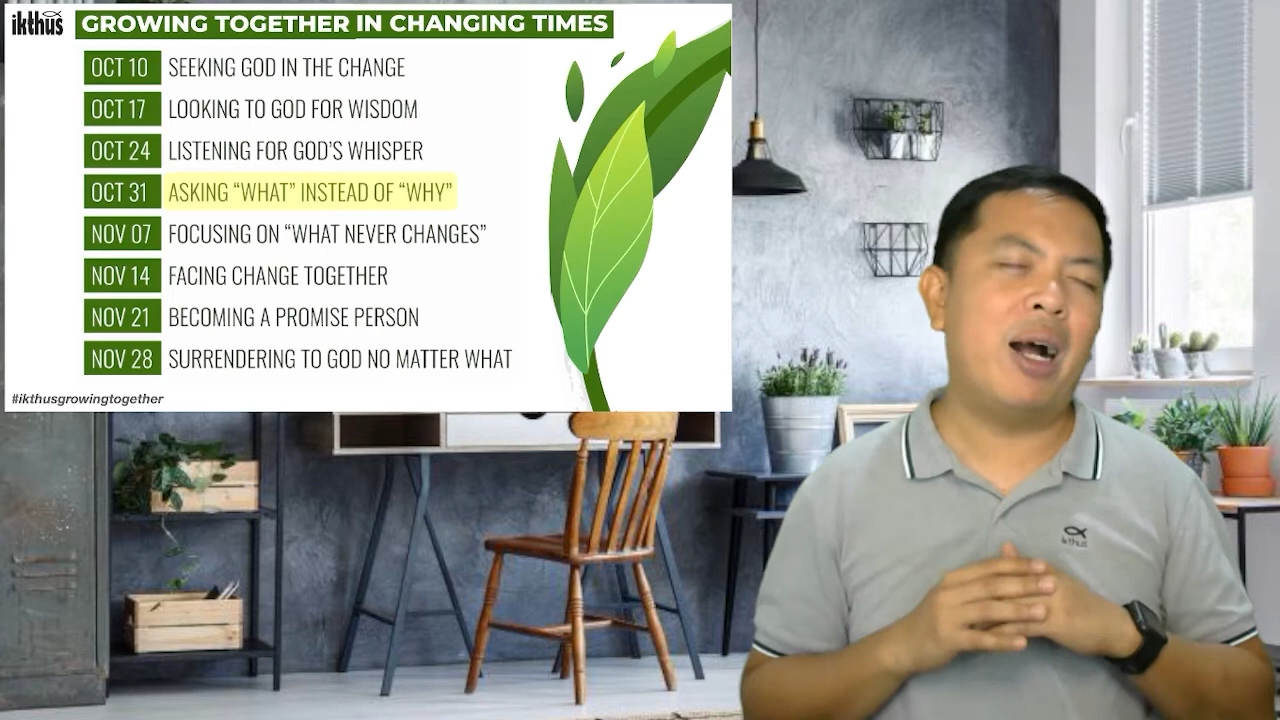 ikthus
GROWING TOGETHER IN CHANGING TIMES
OCT 10 SEEKING GOD IN THE CHANGE
OCT 17 LOOKING TO GOD FOR WISDOM
OCT 24 LISTENING FOR GOD'S WHISPER
OCT 31 ASKING “WHAT” INSTEAD OF “WHY”
NOV 07 FOCUSING ON “WHAT NEVER CHANGES”
NOV 14 FACING CHANGE TOGETHER
NOV 21 BECOMING A PROMISE PERSON
NOV 28 SURRENDERING TO GOD NO MATTER WHAT
#ikthusgrowingtogether
ikthus